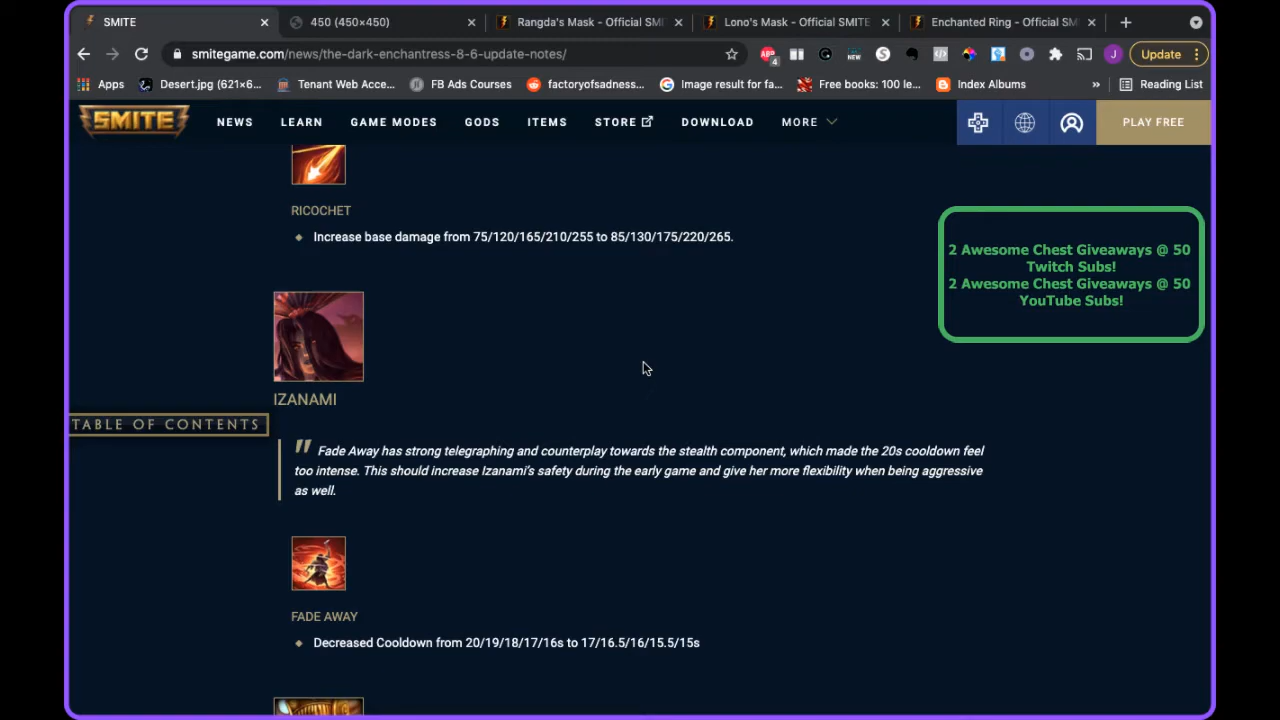 SMITE
450 (450×450)
Rangda's Mask - Official SMI
Lono's Mask - Official SMITE
Enchanted Ring - Official SM
smitegame.com/news/the-dark-enchantress-8-6-update-notes/
4
NEW
J
Update
Apps
Desert.jpg (621×6...
Tenant Web Acce...
FB Ads Courses
factoryofsadness...
Image result for fa...
Free books: 100 le...
Index Albums
»
Reading List
SMITE
NEWS
LEARN
GAME MODES
GODS
ITEMS
STORE
DOWNLOAD
MORE
PLAY FREE
RICOCHET
Increase base damage from 75/120/165/210/255 to 85/130/175/220/265.
2 Awesome Chest Giveaways @ 50
Twitch Subs!
2 Awesome Chest Giveaways @ 50
YouTube Subs!
IZANAMI
TABLE OF CONTENTS
" Fade Away has strong telegraphing and counterplay towards the stealth component, which made the 20s cooldown feel
too intense. This should increase Izanami's safety during the early game and give her more flexibility when being aggressive
as well.
FADE AWAY
Decreased Cooldown from 20/19/18/17/16s to 17/16.5/16/15.5/15s